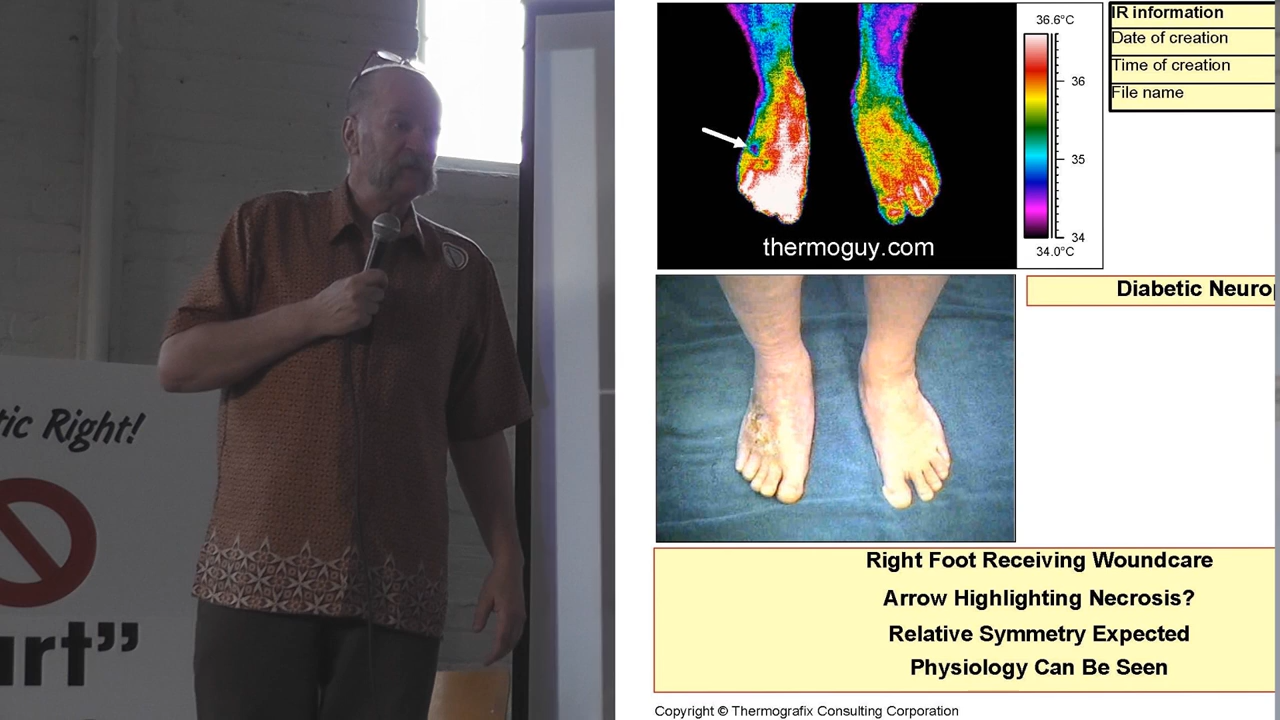 tic Right!
art”
36.6°C
36
35
34
34.0°C
thermoguy.com
IR information
Date of creation
Time of creation
File name
Diabetic Neuro
Right Foot Receiving Woundcare
Arrow Highlighting Necrosis?
Relative Symmetry Expected
Physiology Can Be Seen
Copyright © Thermografix Consulting Corporation